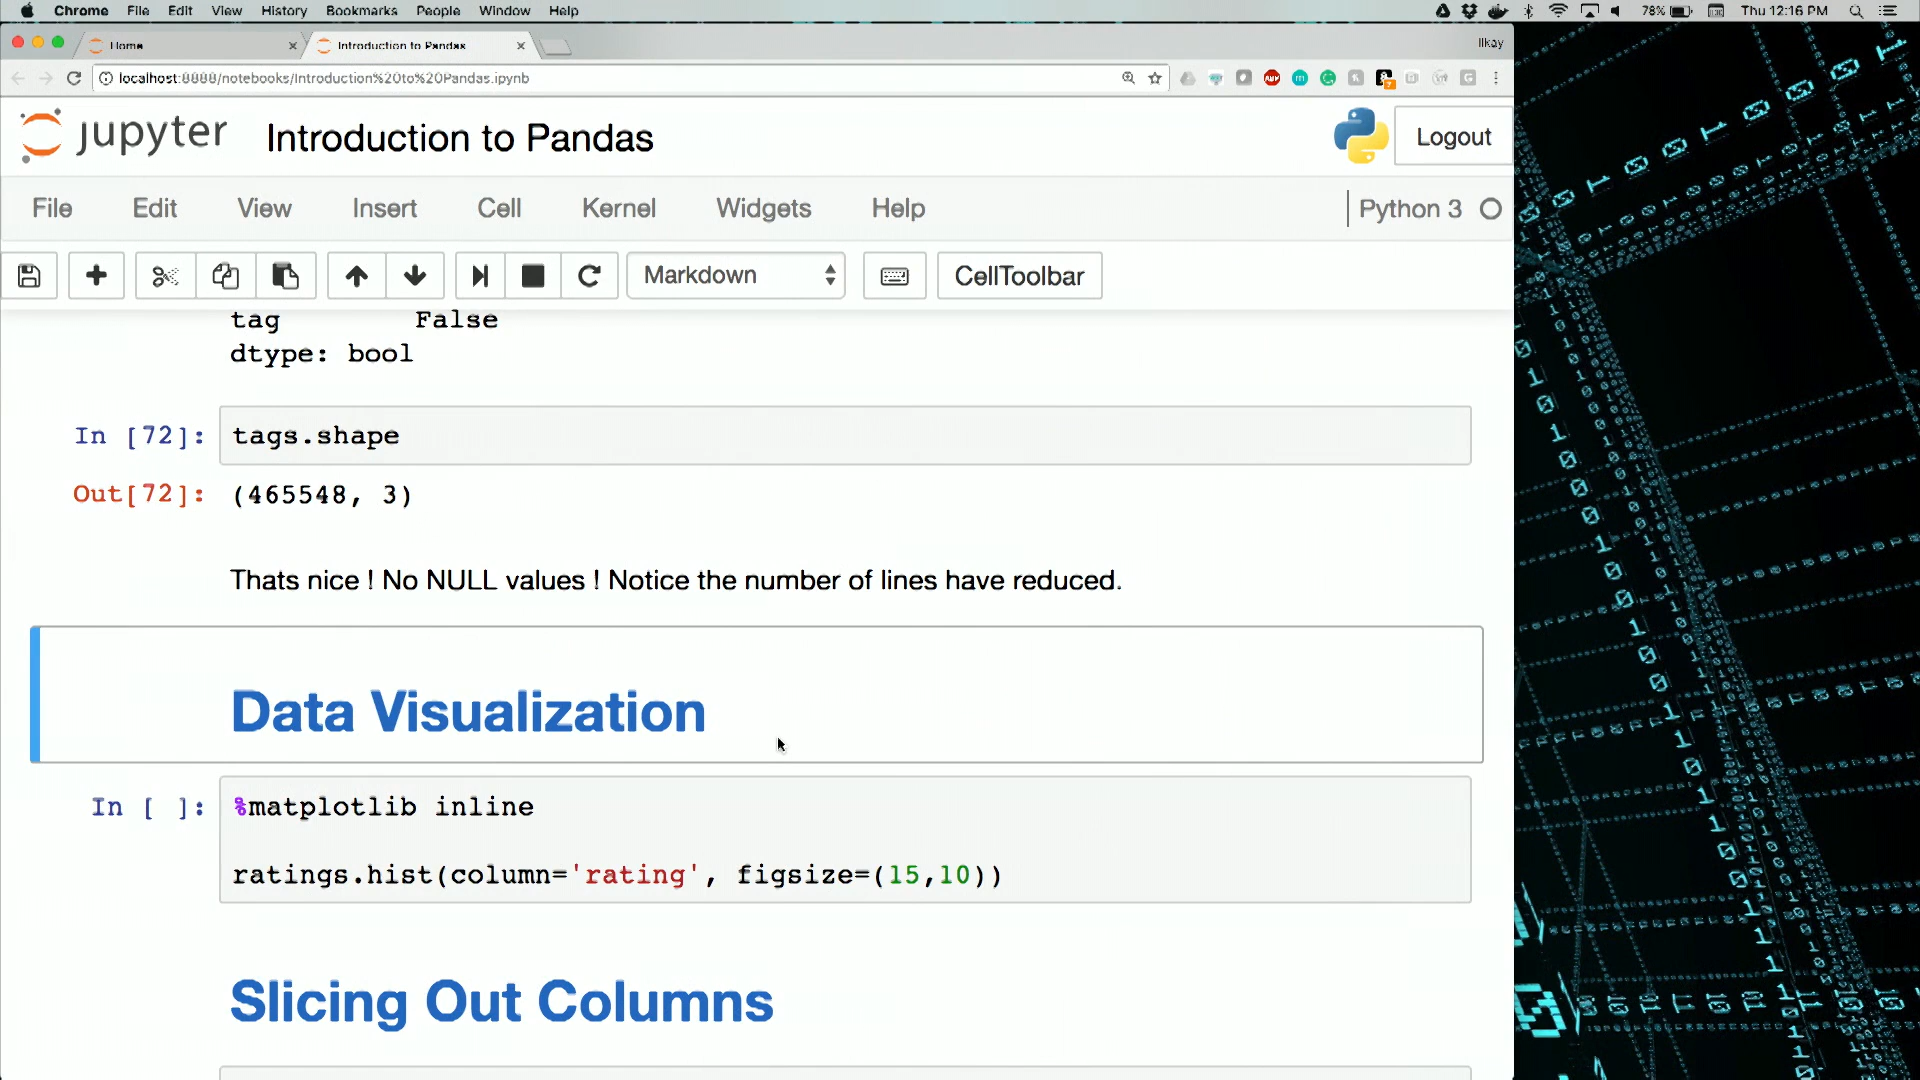 Chrome File Edit View History Bookmarks People Window Help 78% Thu 12:16 PM
Home Introduction to Pandas Ilkay
localhost:8888/notebooks/Introduction%20to%20Pandas.ipynb
jupyter Introduction to Pandas Logout
File Edit View Insert Cell Kernel Widgets Help Python 3
Markdown CellToolbar
tag False
dtype: bool
In [72]: tags.shape
Out[72]: (465548, 3)
Thats nice ! No NULL values ! Notice the number of lines have reduced.
Data Visualization
In [ ]: %matplotlib inline
ratings.hist(column='rating', figsize=(15,10))
Slicing Out Columns